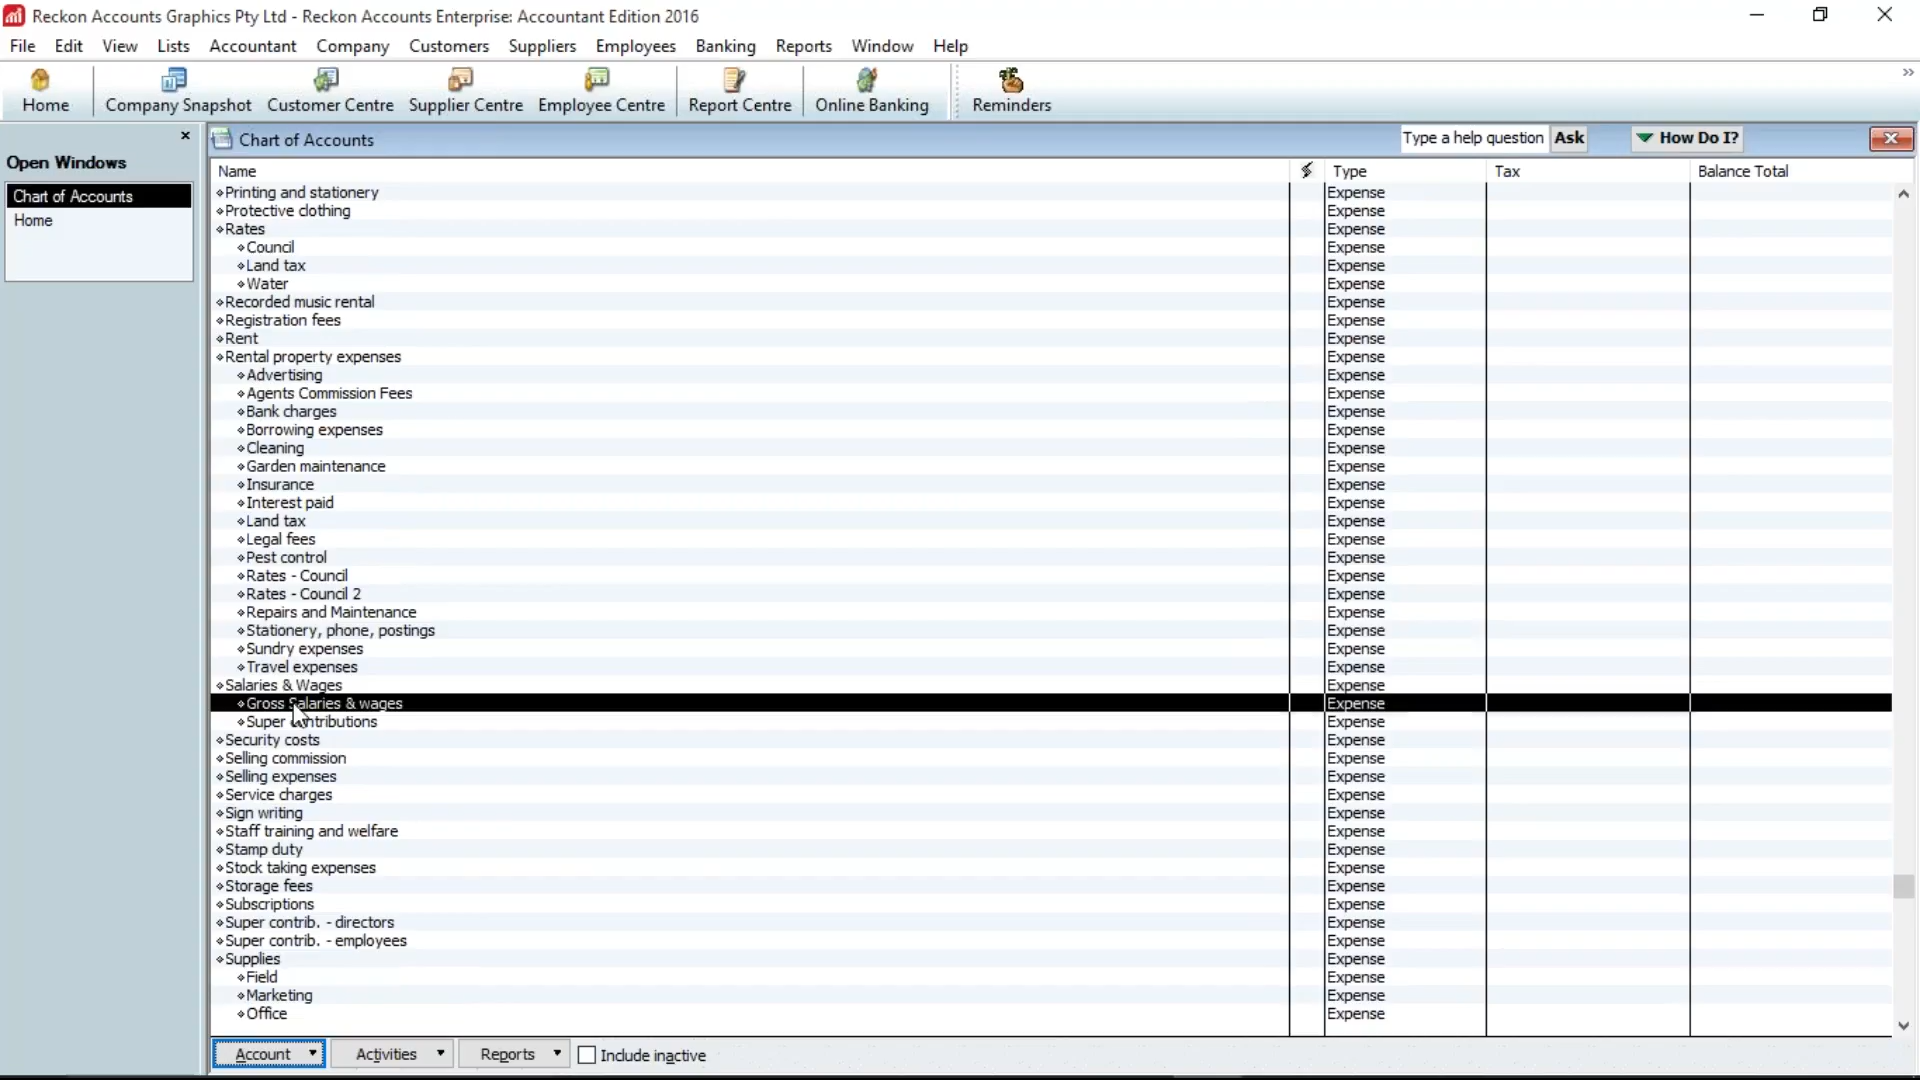 Reckon Accounts Graphics Pty Ltd - Reckon Accounts Enterprise: Accountant Edition 2016
File Edit View Lists Accountant Company Customers Suppliers Employees Banking Reports Window Help
Home Company Snapshot Customer Centre Supplier Centre Employee Centre Report Centre Online Banking Reminders
Open Windows
Chart of Accounts
Home
Chart of Accounts Type a help question Ask How Do I?
Name Type Tax Balance Total
Printing and stationery Expense
Protective clothing Expense
Rates Expense
Council Expense
Land tax Expense
Water Expense
Recorded music rental Expense
Registration fees Expense
Rent Expense
Rental property expenses Expense
Advertising Expense
Agents Commission Fees Expense
Bank charges Expense
Borrowing expenses Expense
Cleaning Expense
Garden maintenance Expense
Insurance Expense
Interest paid Expense
Land tax Expense
Legal fees Expense
Pest control Expense
Rates - Council Expense
Rates - Council 2 Expense
Repairs and Maintenance Expense
Stationery, phone, postings Expense
Sundry expenses Expense
Travel expenses Expense
Salaries & Wages Expense
Gross Salaries & wages Expense
Super contributions Expense
Security costs Expense
Selling commission Expense
Selling expenses Expense
Service charges Expense
Sign writing Expense
Staff training and welfare Expense
Stamp duty Expense
Stock taking expenses Expense
Storage fees Expense
Subscriptions Expense
Super contrib. - directors Expense
Super contrib. - employees Expense
Supplies Expense
Field Expense
Marketing Expense
Office Expense
Account Activities Reports Include inactive